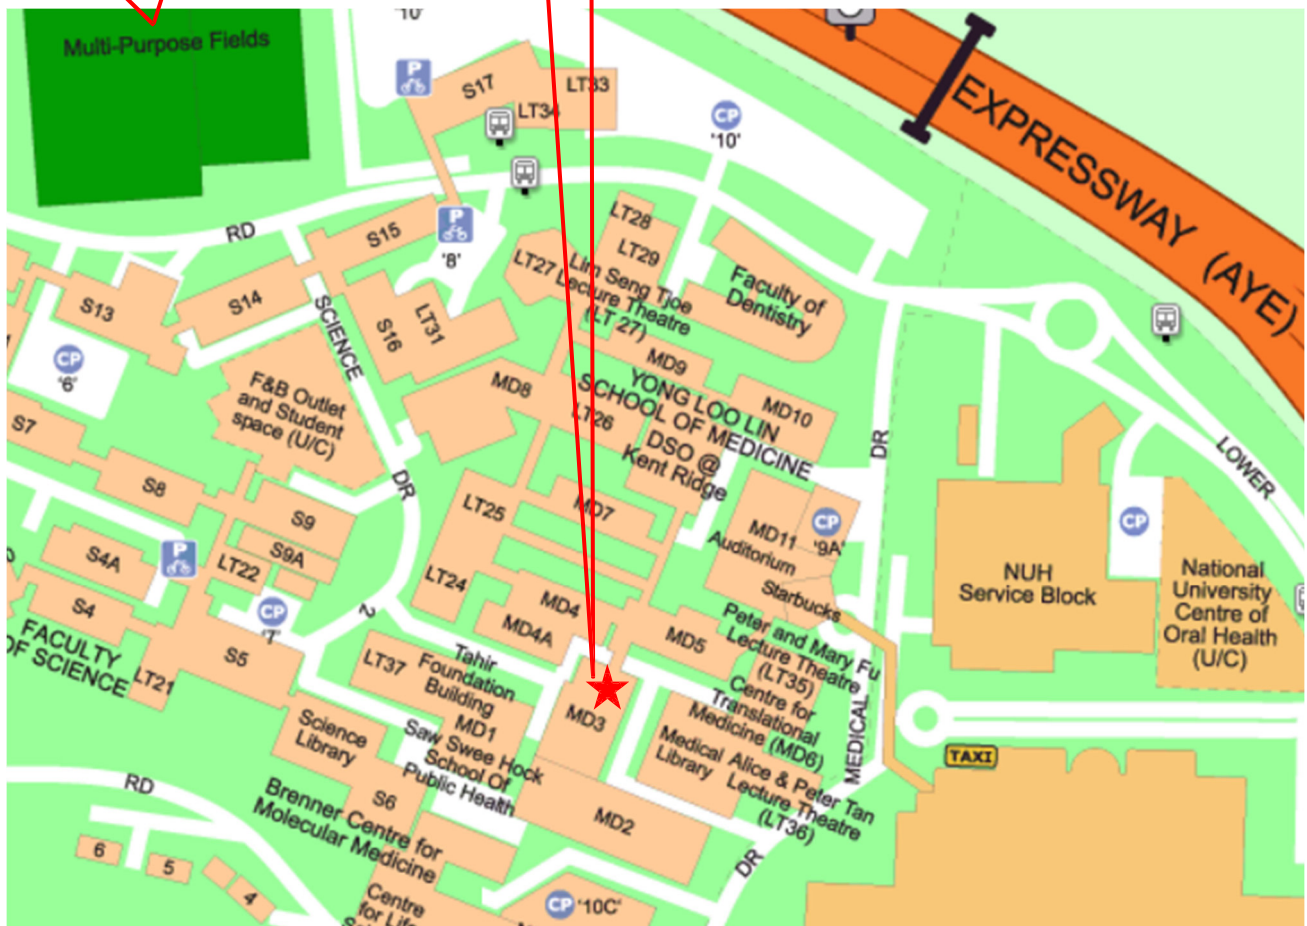 '10'
Multi-Purpose Fields
P
S17
LT33
LT34
CP
'10'
EXPRESSWAY (AYE)
RD
S15
P
'8'
LT28
LT29
LT27
Lim Seng Tjoe
Lecture Theatre
(LT 27)
Faculty of
Dentistry
S13
S14
SCIENCE
S16
LT31
CP
'6'
F&B Outlet
and Student
space (U/C)
MD8
MD9
MD10
YONG LOO LIN
SCHOOL OF MEDICINE
LT26
DSO @
Kent Ridge
DR
LOWER
S7
S8
DR
S9
S9A
LT25
MD7
MD11
Auditorium
CP
'9A'
CP
S4A
P
LT22
LT24
Starbucks
NUH
Service Block
National
University
Centre of
Oral Health
(U/C)
S4
CP
'7'
2
MD4
MD4A
MD5
Peter and Mary Fu
Lecture Theatre
(LT35)
FACULTY
OF SCIENCE
S5
LT21
LT37
Tahir
Foundation
Building
MD1
Saw Swee Hock
School Of
Public Health
MD3
Centre for
Translational
Medicine
(MD6)
MEDICAL
Medical
Library
Alice & Peter Tan
Lecture Theatre
(LT36)
TAXI
Science
Library
RD
S6
Brenner Centre for
Molecular Medicine
MD2
DR
6
5
4
CP '10C'
Centre
for Life